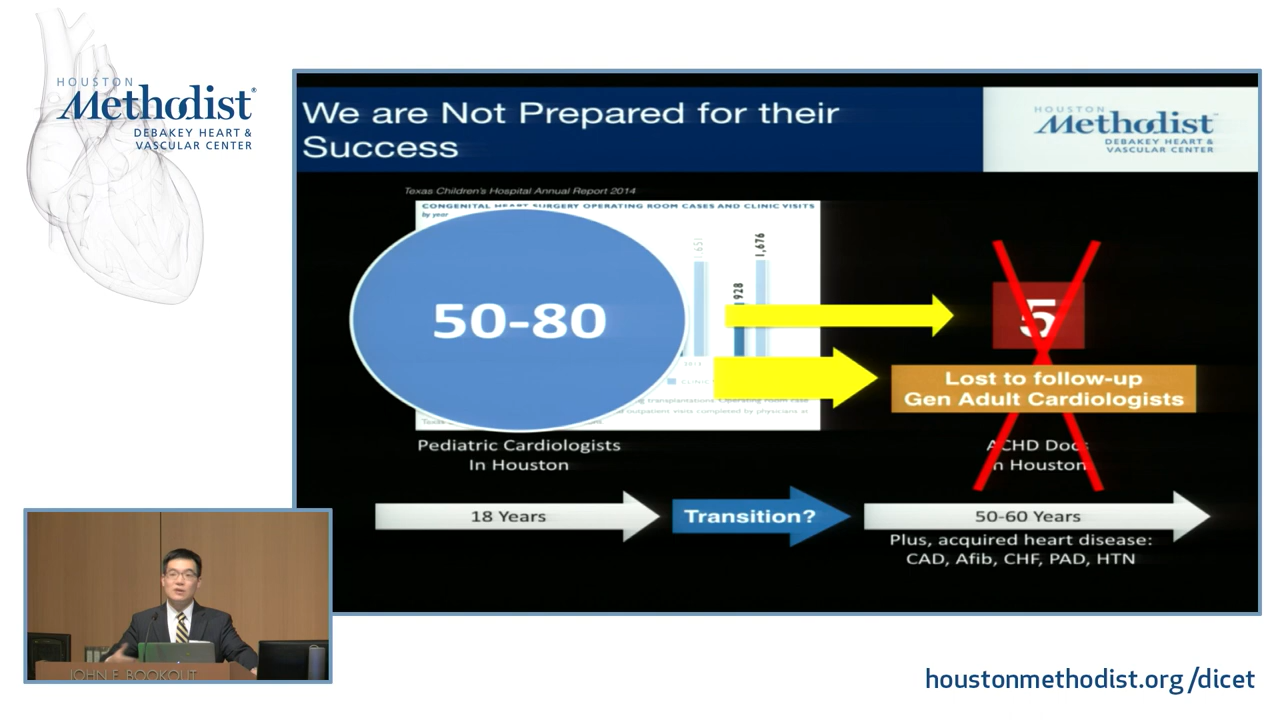 HOUSTON
Methodist
DEBAKEY HEART &
VASCULAR CENTER
We are Not Prepared for their
Success
HOUSTON
Methodist
DEBAKEY HEART &
VASCULAR CENTER
Texas Children's Hospital Annual Report 2014
CONGENITAL HEART SURGERY OPERATING ROOM CASES AND CLINIC VISITS
by year
50-80
928
1,676
5
Lost to follow-up
Gen Adult Cardiologists
Pediatric Cardiologists
In Houston
ACHD Doc
n Houston
18 Years
Transition?
50-60 Years
Plus, acquired heart disease:
CAD, Afib, CHF, PAD, HTN
JOHN F. BOOKOUT
houstonmethodist.org/dicet